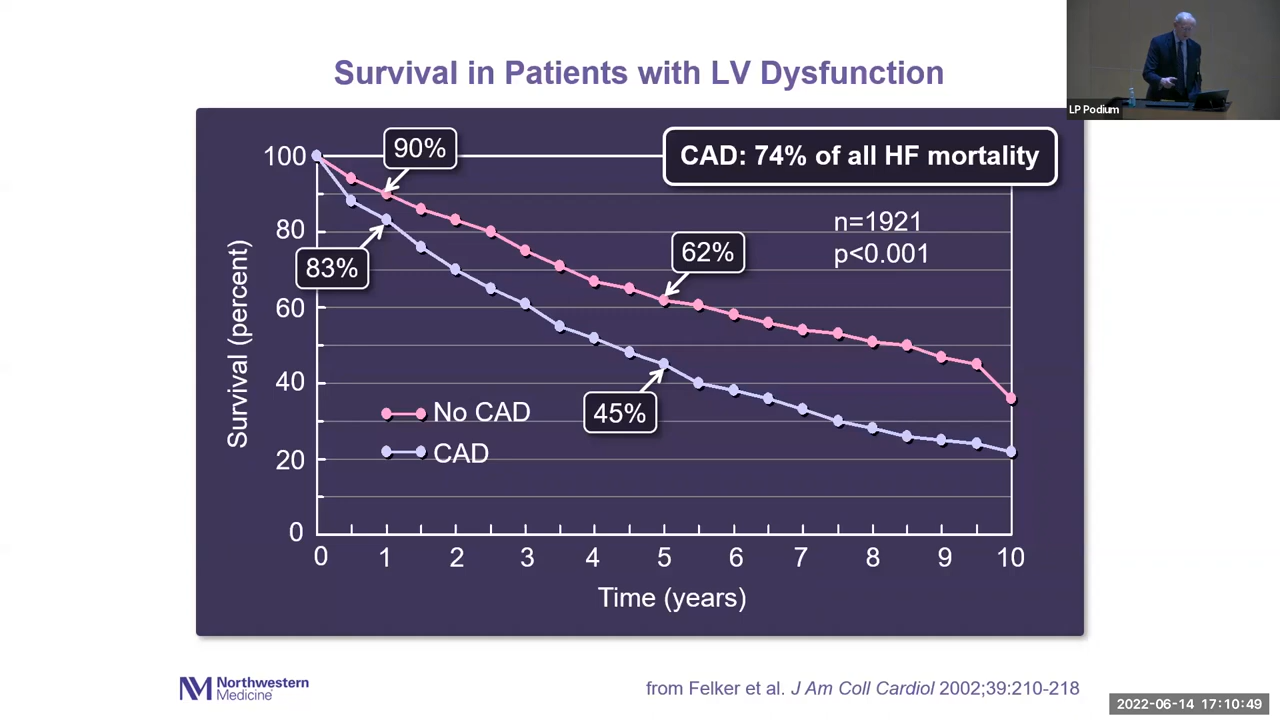 Survival in Patients with LV Dysfunction
LP Podium
CAD: 74% of all HF mortality
n=1921
p<0.001
90%
83%
62%
45%
Survival (percent)
100
80
60
40
20
0
No CAD
CAD
0 1 2 3 4 5 6 7 8 9 10
Time (years)
Northwestern
Medicine
from Felker et al. J Am Coll Cardiol 2002;39:210-218
2022-06-14 17:10:49